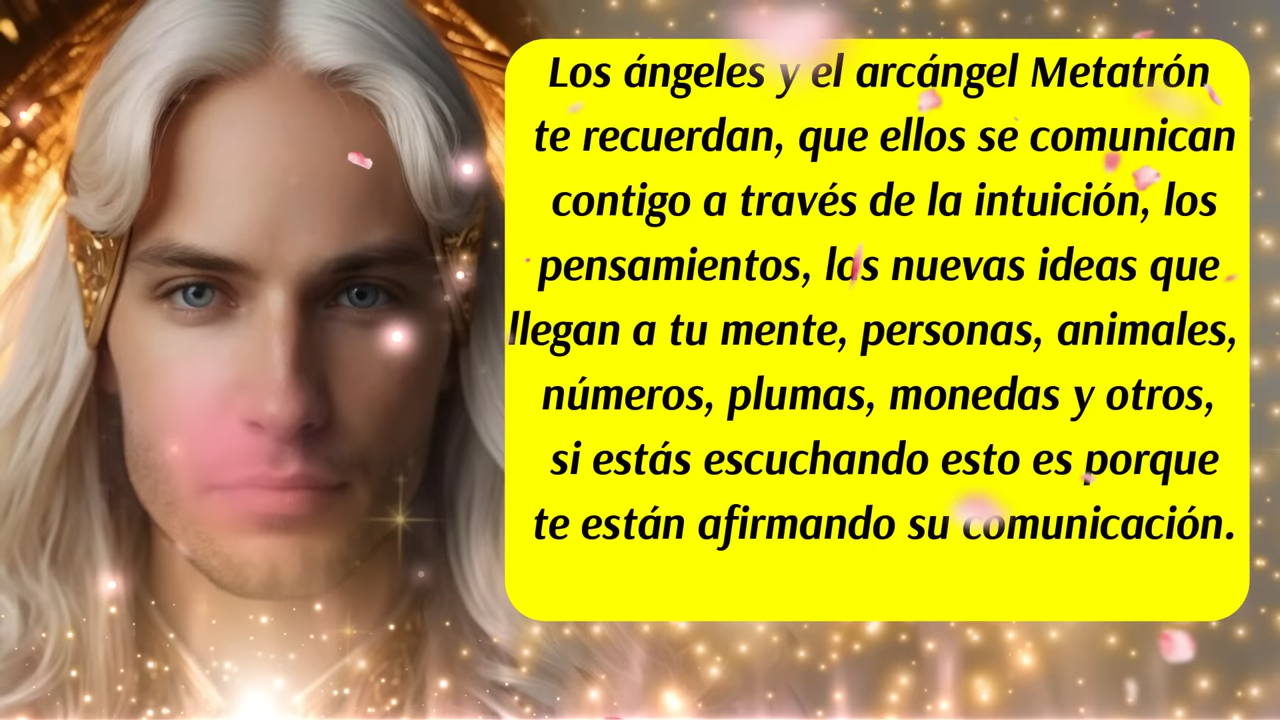 Los ángeles y el arcángel Metatrón
te recuerdan, que ellos se comunican
contigo a través de la intuición, los
pensamientos, las nuevas ideas que
llegan a tu mente, personas, animales,
números, plumas, monedas y otros,
si estás escuchando esto es porque
te están afirmando su comunicación.